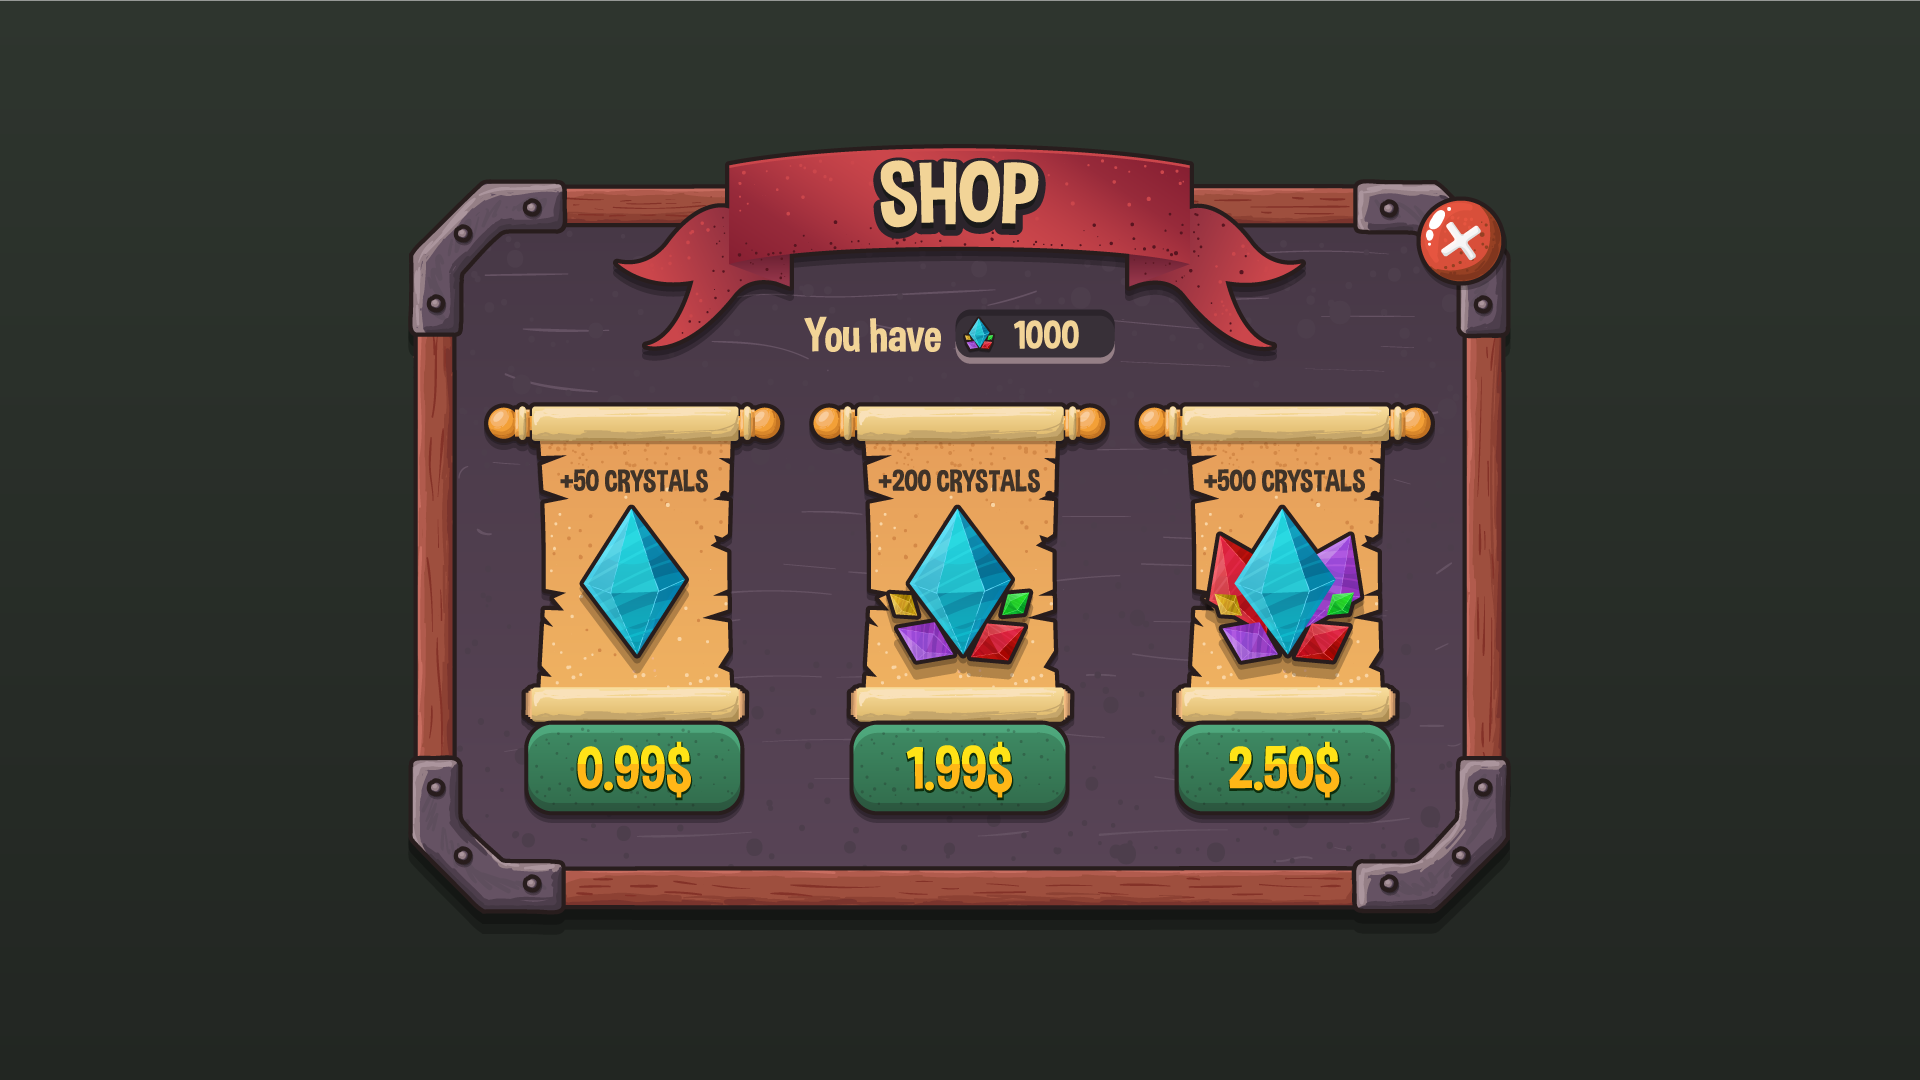 SHOP
You have 1000
+50 CRYSTALS
+200 CRYSTALS
+500 CRYSTALS
0.99$
1.99$
2.50$